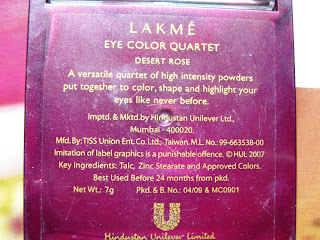 LAKMÉ
EYE COLOR QUARTET
DESERT ROSE
A versatile quartet of high intensity powders
put together to color, shape and highlight your
eyes like never before.
Imptd. & Mktd.by Hindustan Unilever Ltd.,
Mumbai - 400020.
Mfd. By: TISS Union Ent. Co. Ltd., Taiwan. M.L. No.: 99-663538-00
Imitation of label graphics is a punishable offence. © HUL 2007
Key Ingredients: Talc, Zinc Stearate and Approved Colors.
Best Used Before 24 months from pkd.
Net Wt.: 7g Pkd. & B. No.: 04/09 & MC0901
Hindustan Unilever Limited